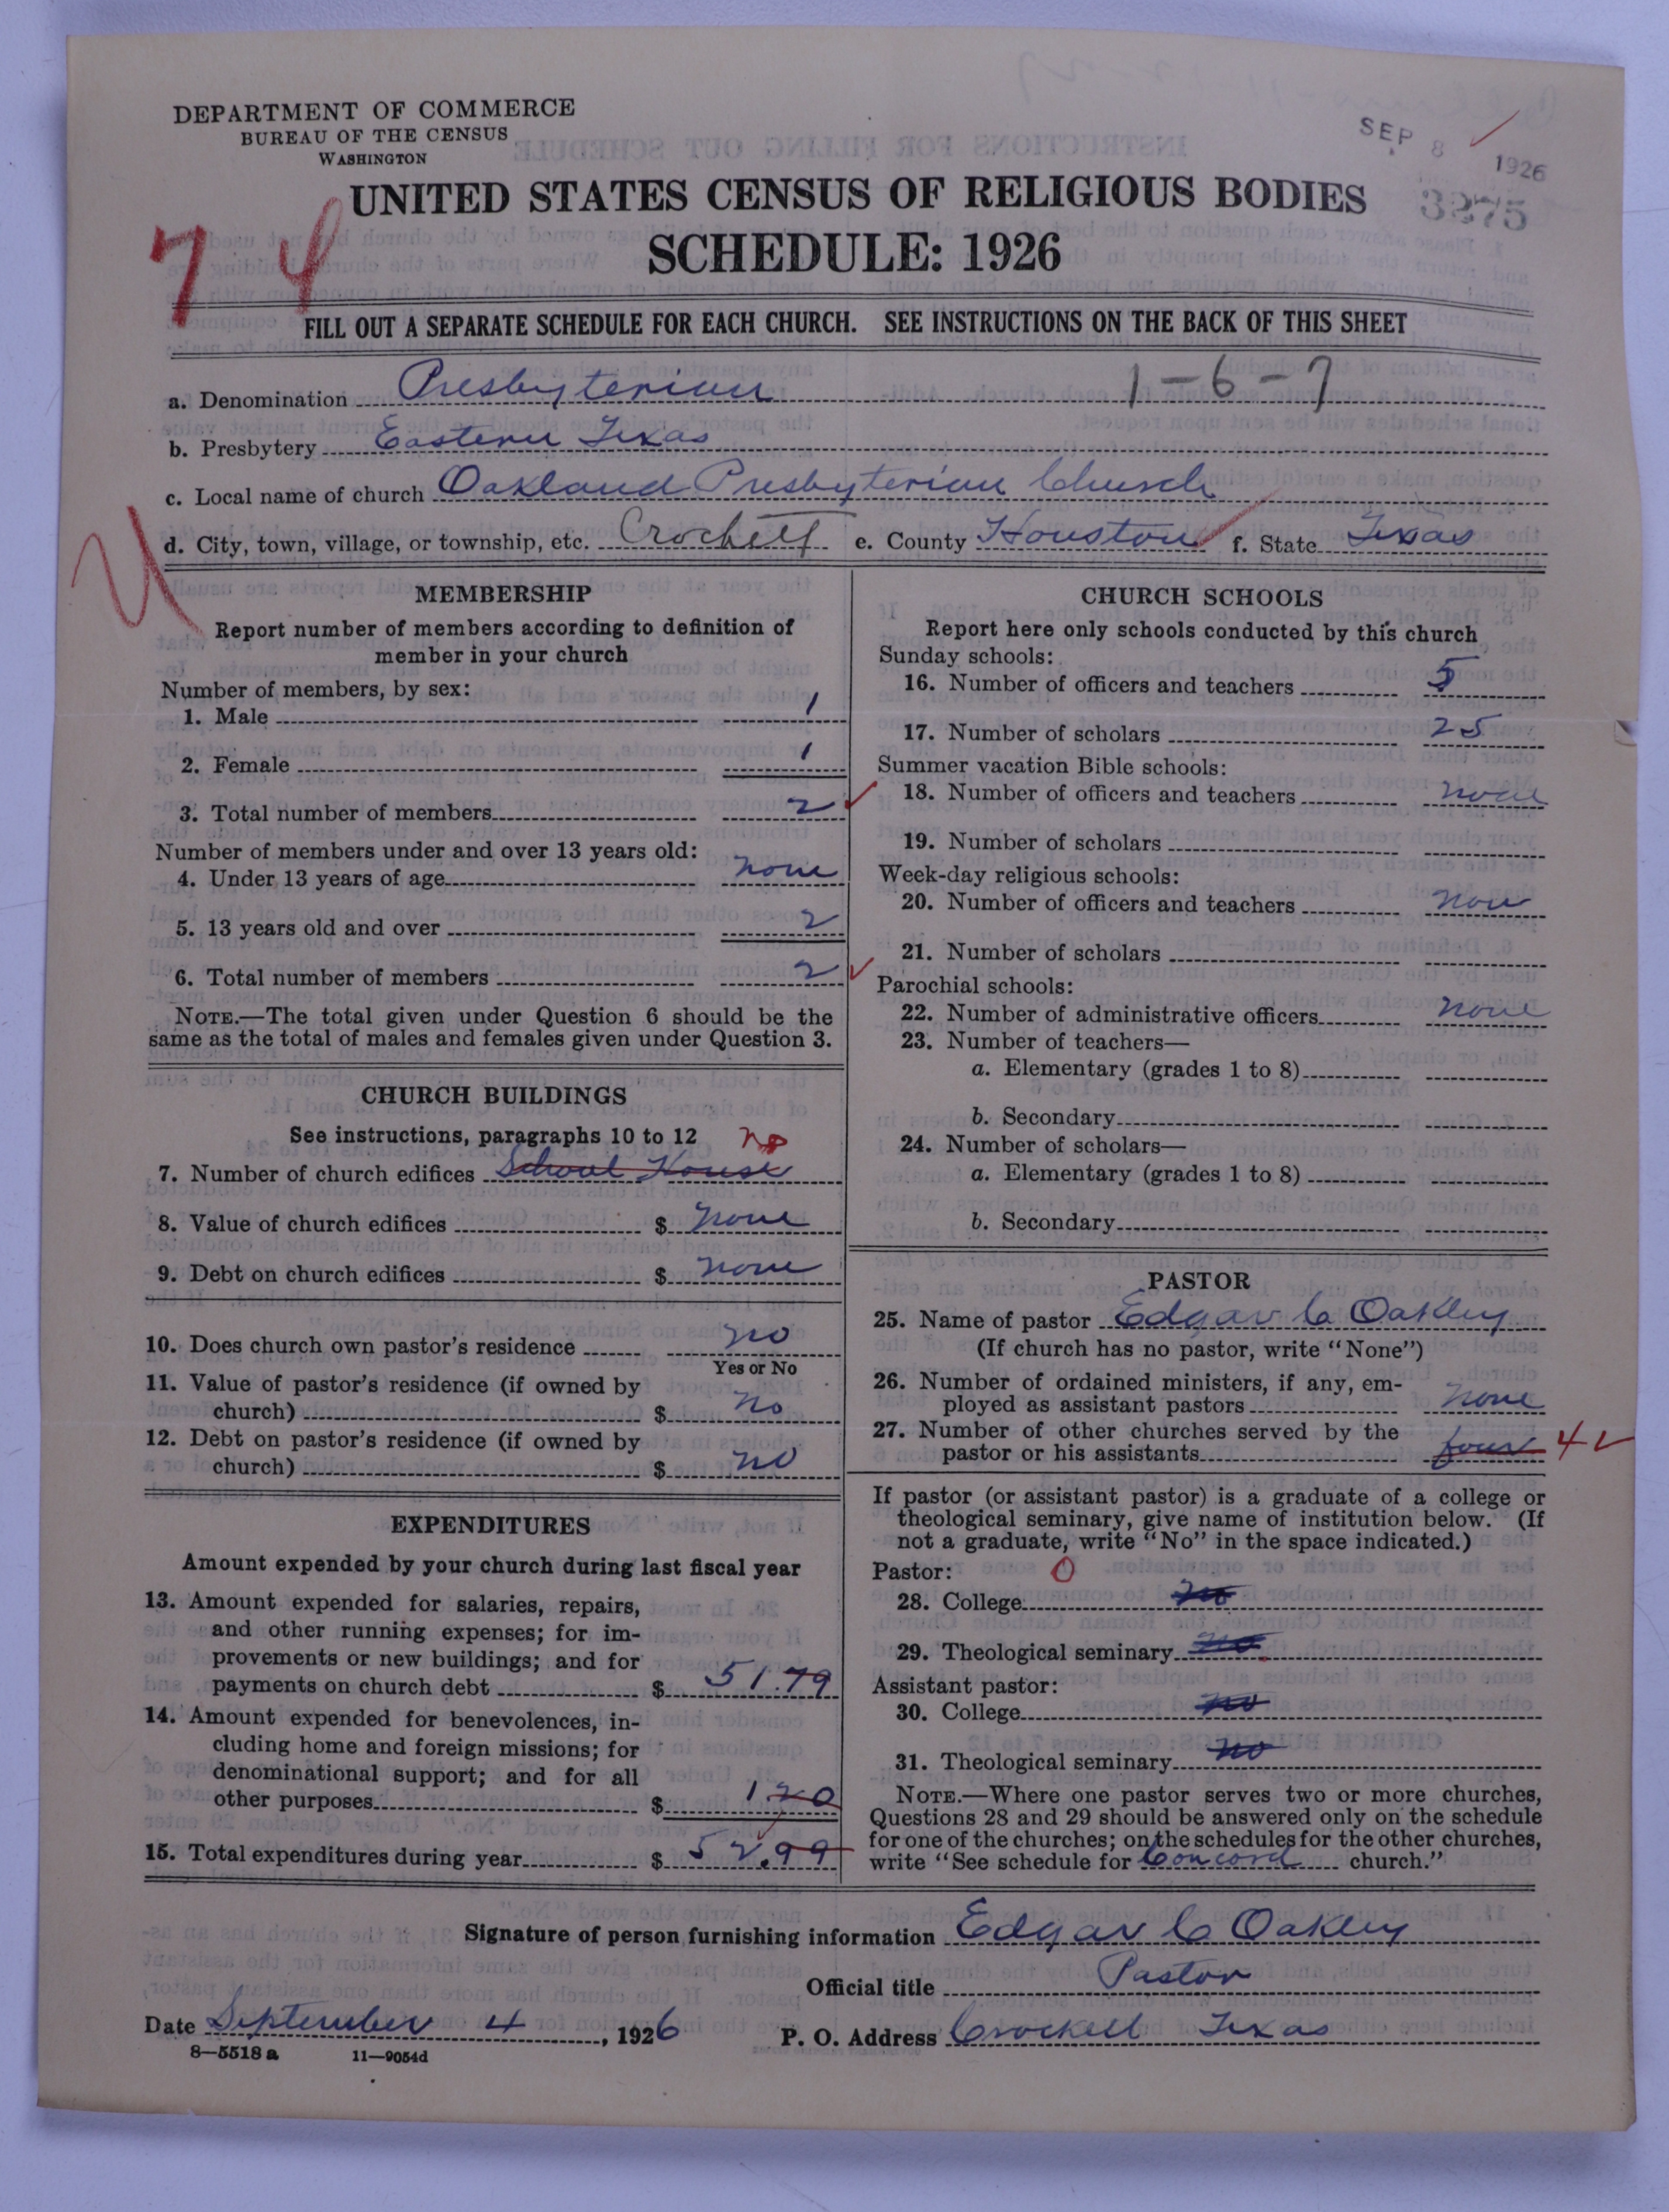 DEPARTMENT OF COMMERCE
BUREAU OF THE CENSUS
WASHINGTON
SEP 8 1926
3275
UNITED STATES CENSUS OF RELIGIOUS BODIES
SCHEDULE: 1926
74
FILL OUT A SEPARATE SCHEDULE FOR EACH CHURCH. SEE INSTRUCTIONS ON THE BACK OF THIS SHEET
a. Denomination Presbyterian 1-6-7
b. Presbytery Eastern Texas
c. Local name of church Oakland Presbyterian Church
d. City, town, village, or township, etc. Crockett e. County Houston f. State Texas
U
MEMBERSHIP
Report number of members according to definition of
member in your church
Number of members, by sex:
1. Male 1
2. Female 1
3. Total number of members 2
Number of members under and over 13 years old:
4. Under 13 years of age none
5. 13 years old and over 2
6. Total number of members 2
NOTE.—The total given under Question 6 should be the
same as the total of males and females given under Question 3.
CHURCH BUILDINGS
See instructions, paragraphs 10 to 12 no
7. Number of church edifices School House
8. Value of church edifices $ none
9. Debt on church edifices $ none
10. Does church own pastor's residence no
Yes or No
11. Value of pastor's residence (if owned by
church) $ no
12. Debt on pastor's residence (if owned by
church) $ no
EXPENDITURES
Amount expended by your church during last fiscal year
13. Amount expended for salaries, repairs,
and other running expenses; for im-
provements or new buildings; and for
payments on church debt $ 51.79
14. Amount expended for benevolences, in-
cluding home and foreign missions; for
denominational support; and for all
other purposes $ 1.20
15. Total expenditures during year $ 52.99
CHURCH SCHOOLS
Report here only schools conducted by this church
Sunday schools:
16. Number of officers and teachers 5
17. Number of scholars 25
Summer vacation Bible schools:
18. Number of officers and teachers none
19. Number of scholars
Week-day religious schools:
20. Number of officers and teachers non
21. Number of scholars
Parochial schools:
22. Number of administrative officers none
23. Number of teachers—
a. Elementary (grades 1 to 8)
b. Secondary
24. Number of scholars—
a. Elementary (grades 1 to 8)
b. Secondary
PASTOR
25. Name of pastor Edgar C Oakley
(If church has no pastor, write "None")
26. Number of ordained ministers, if any, em-
ployed as assistant pastors none
27. Number of other churches served by the
pastor or his assistants four 4
If pastor (or assistant pastor) is a graduate of a college or
theological seminary, give name of institution below. (If
not a graduate, write "No" in the space indicated.)
Pastor: 0
28. College no
29. Theological seminary no
Assistant pastor:
30. College no
31. Theological seminary no
NOTE.—Where one pastor serves two or more churches,
Questions 28 and 29 should be answered only on the schedule
for one of the churches; on the schedules for the other churches,
write "See schedule for Concord church."
Signature of person furnishing information Edgar C Oakley
Official title Pastor
Date September 4, 1926 P. O. Address Crockett Texas
8—5518 a 11—9054d